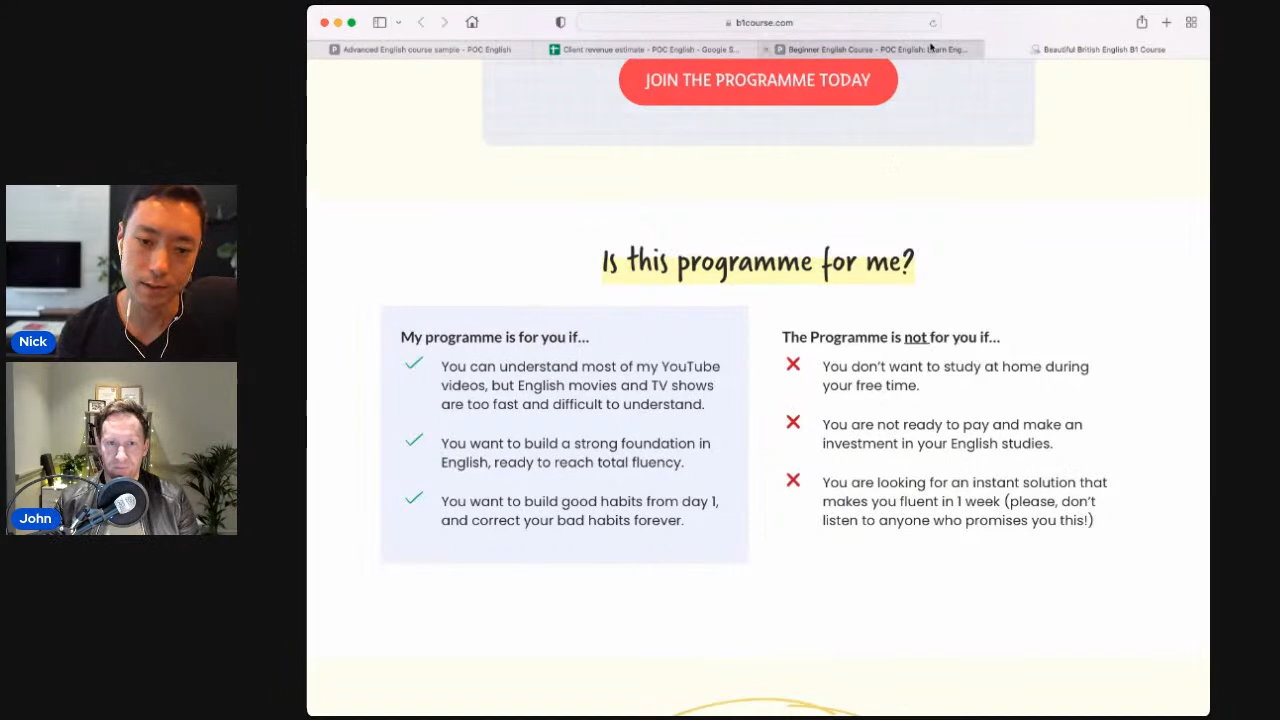 b1course.com
Advanced English course sample - POC English
Client revenue estimate - POC English - Google S...
Beginner English Course - POC English: Learn Eng...
Beautiful British English B1 Course
JOIN THE PROGRAMME TODAY
Is this programme for me?
My programme is for you if...
You can understand most of my YouTube
videos, but English movies and TV shows
are too fast and difficult to understand.
You want to build a strong foundation in
English, ready to reach total fluency.
You want to build good habits from day 1,
and correct your bad habits forever.
The Programme is not for you if...
You don't want to study at home during
your free time.
You are not ready to pay and make an
investment in your English studies.
You are looking for an instant solution that
makes you fluent in 1 week (please, don't
listen to anyone who promises you this!)
Nick
John